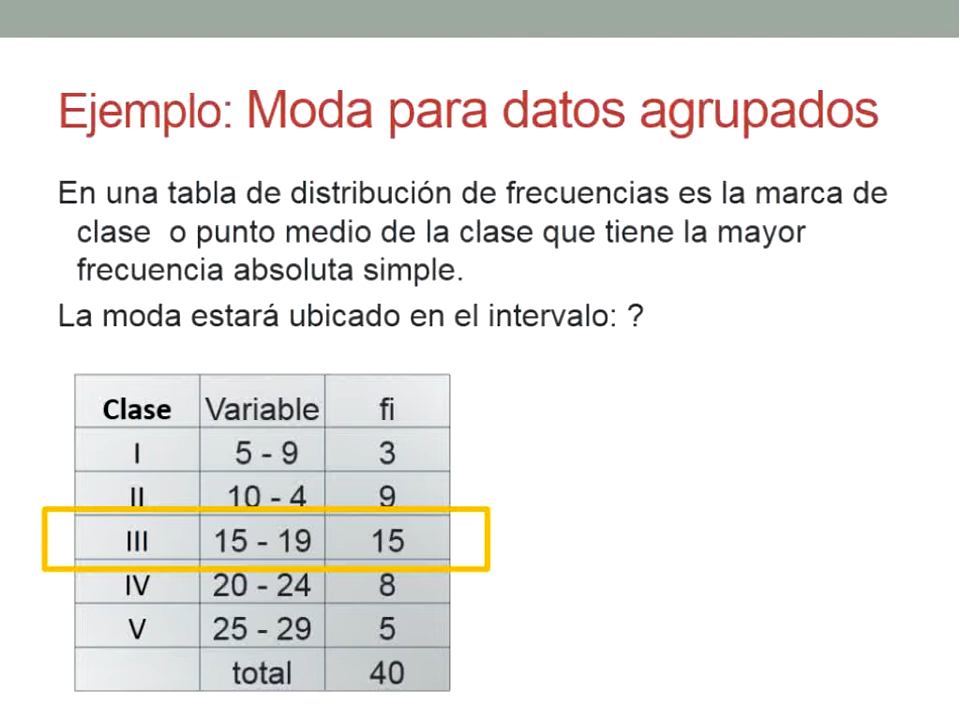 Ejemplo: Moda para datos agrupados
En una tabla de distribución de frecuencias es la marca de
clase o punto medio de la clase que tiene la mayor
frecuencia absoluta simple.
La moda estará ubicado en el intervalo: ?
Clase Variable fi
I 5 - 9 3
II 10 - 4 9
III 15 - 19 15
IV 20 - 24 8
V 25 - 29 5
total 40